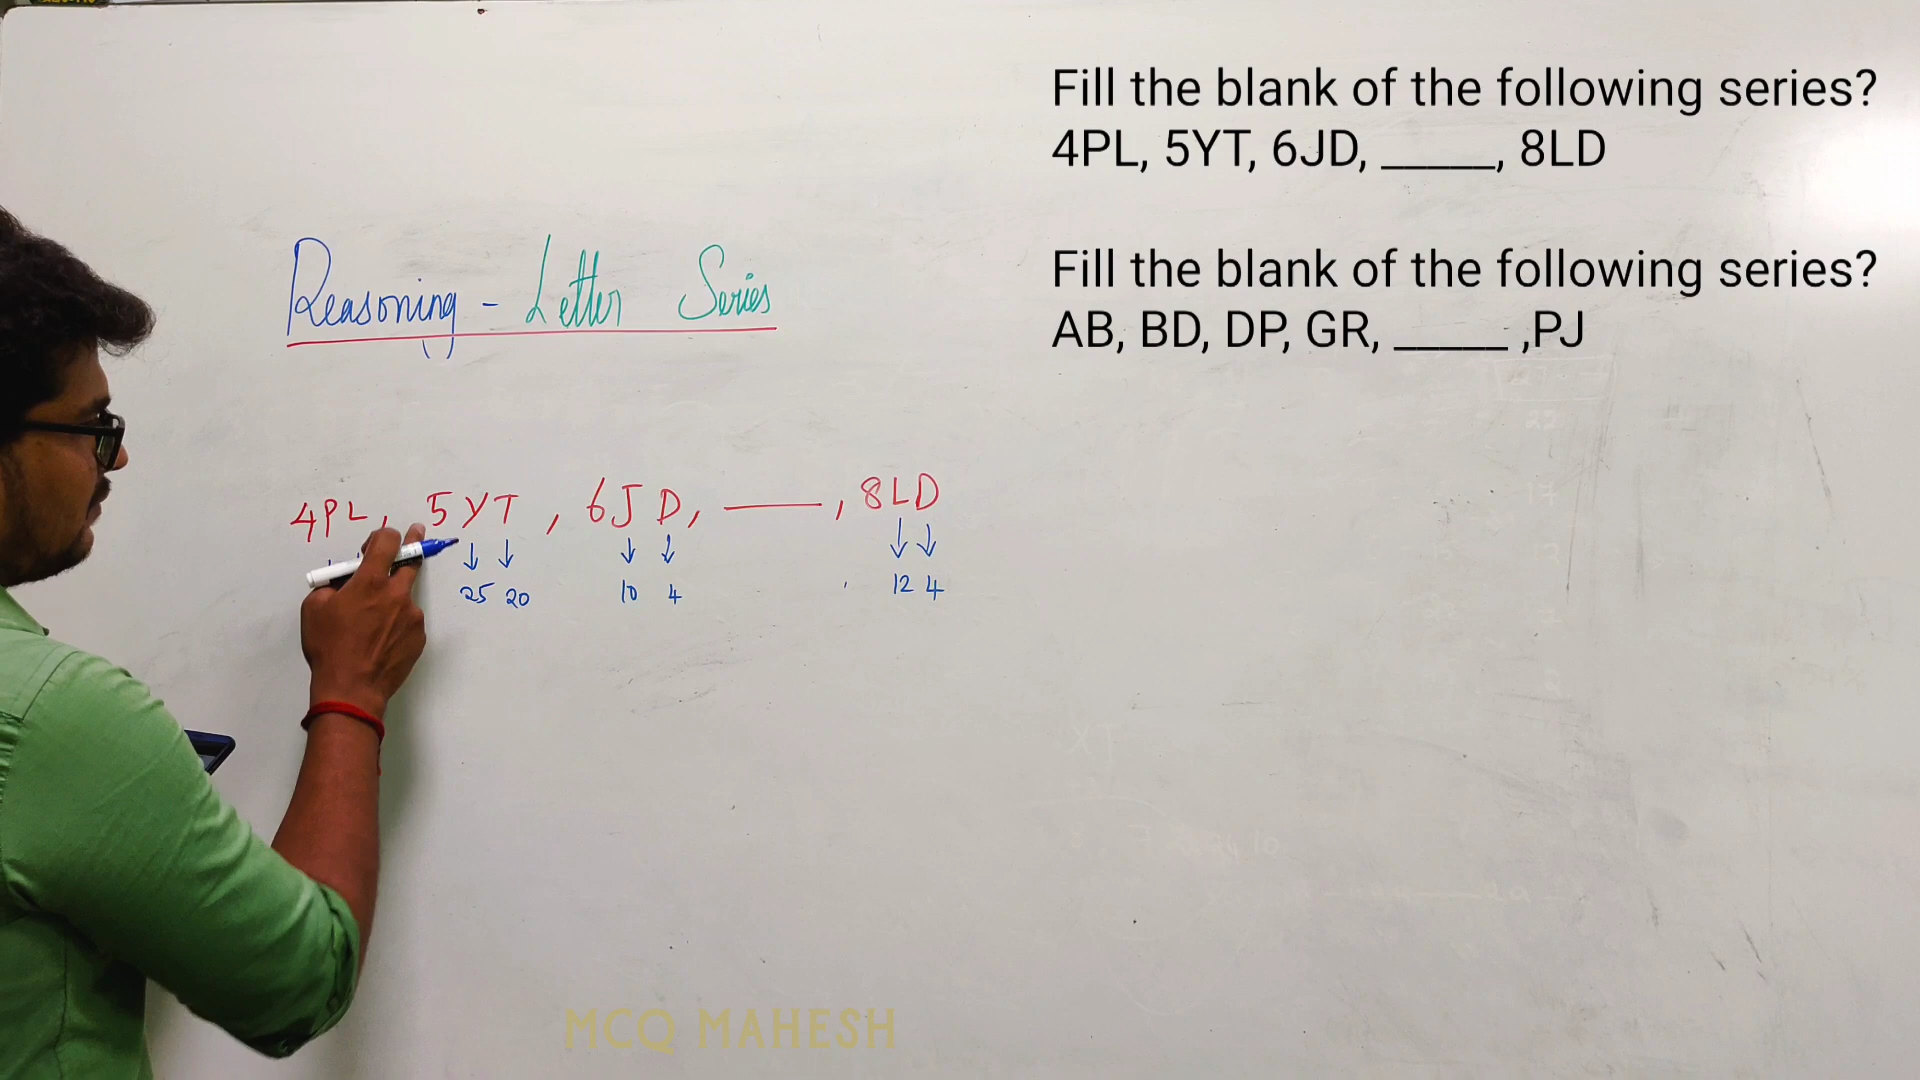 Fill the blank of the following series?
4PL, 5YT, 6JD, _____, 8LD
Fill the blank of the following series?
AB, BD, DP, GR, _____ ,PJ
Reasoning - Letter Series
4PL, 5YT, 6JD, ——, 8LD
25 20 10 4 12 4
MCQ MAHESH